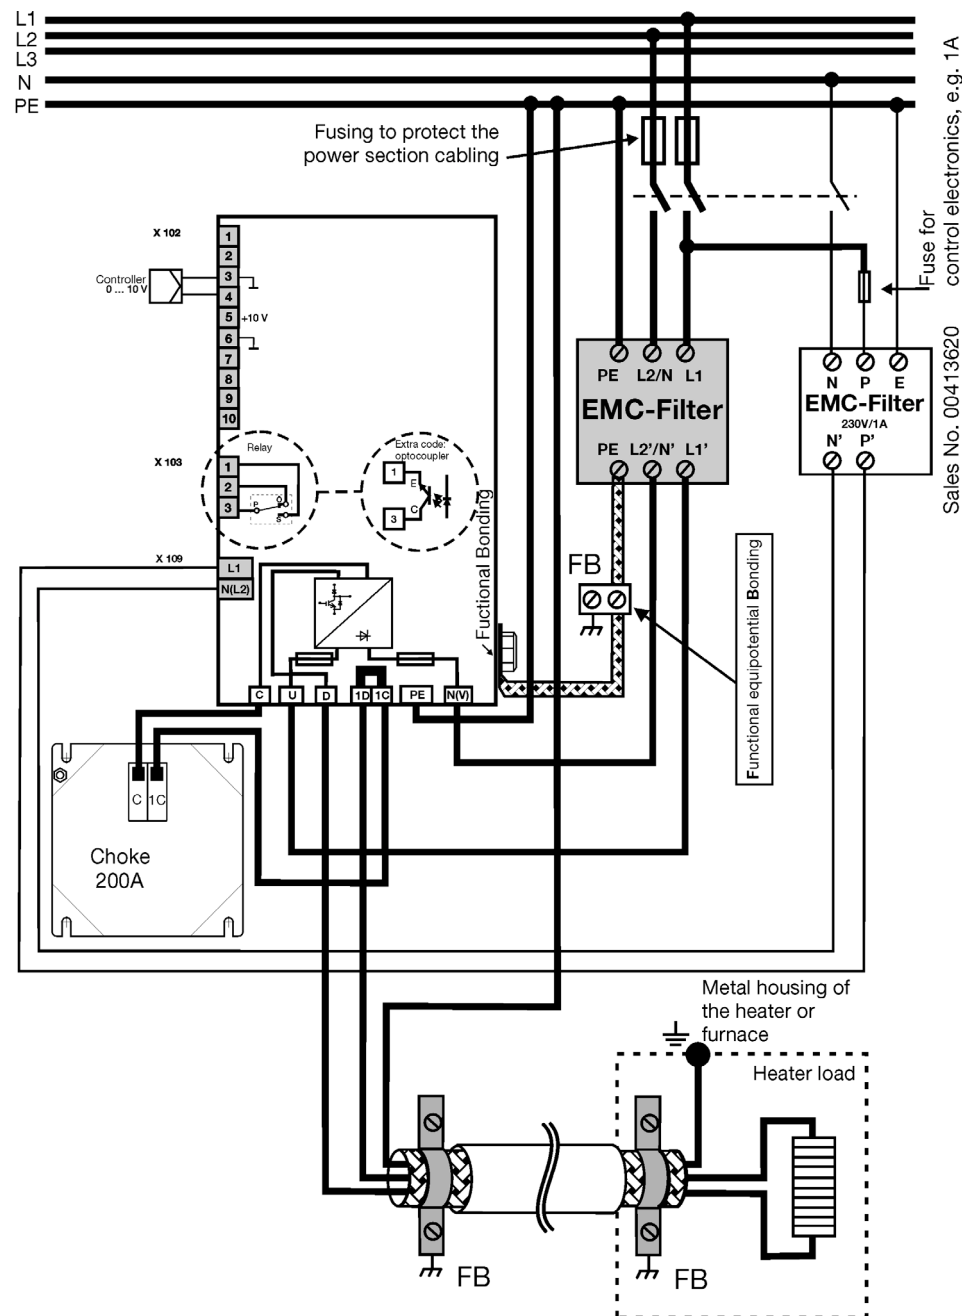 L1
L2
L3
N
PE
Fusing to protect the
power section cabling
Fuse for
control electronics, e.g. 1A
Sales No. 00413620
X 102
1
2
3
4
5
+10 V
6
7
8
9
10
Controller
0 ... 10 V
PE
L2/N
L1
EMC-Filter
PE
L2'/N'
L1'
N
P
E
EMC-Filter
230V/1A
N'
P'
X 103
1
2
3
Relay
P
Ö
S
Extra code:
optocoupler
1
E
C
3
Fuctional Bonding
FB
Functional equipotential Bonding
X 109
L1
N(L2)
C
U
D
1D
1C
PE
N(V)
C
1C
Choke
200A
Metal housing of
the heater or
furnace
Heater load
FB
FB